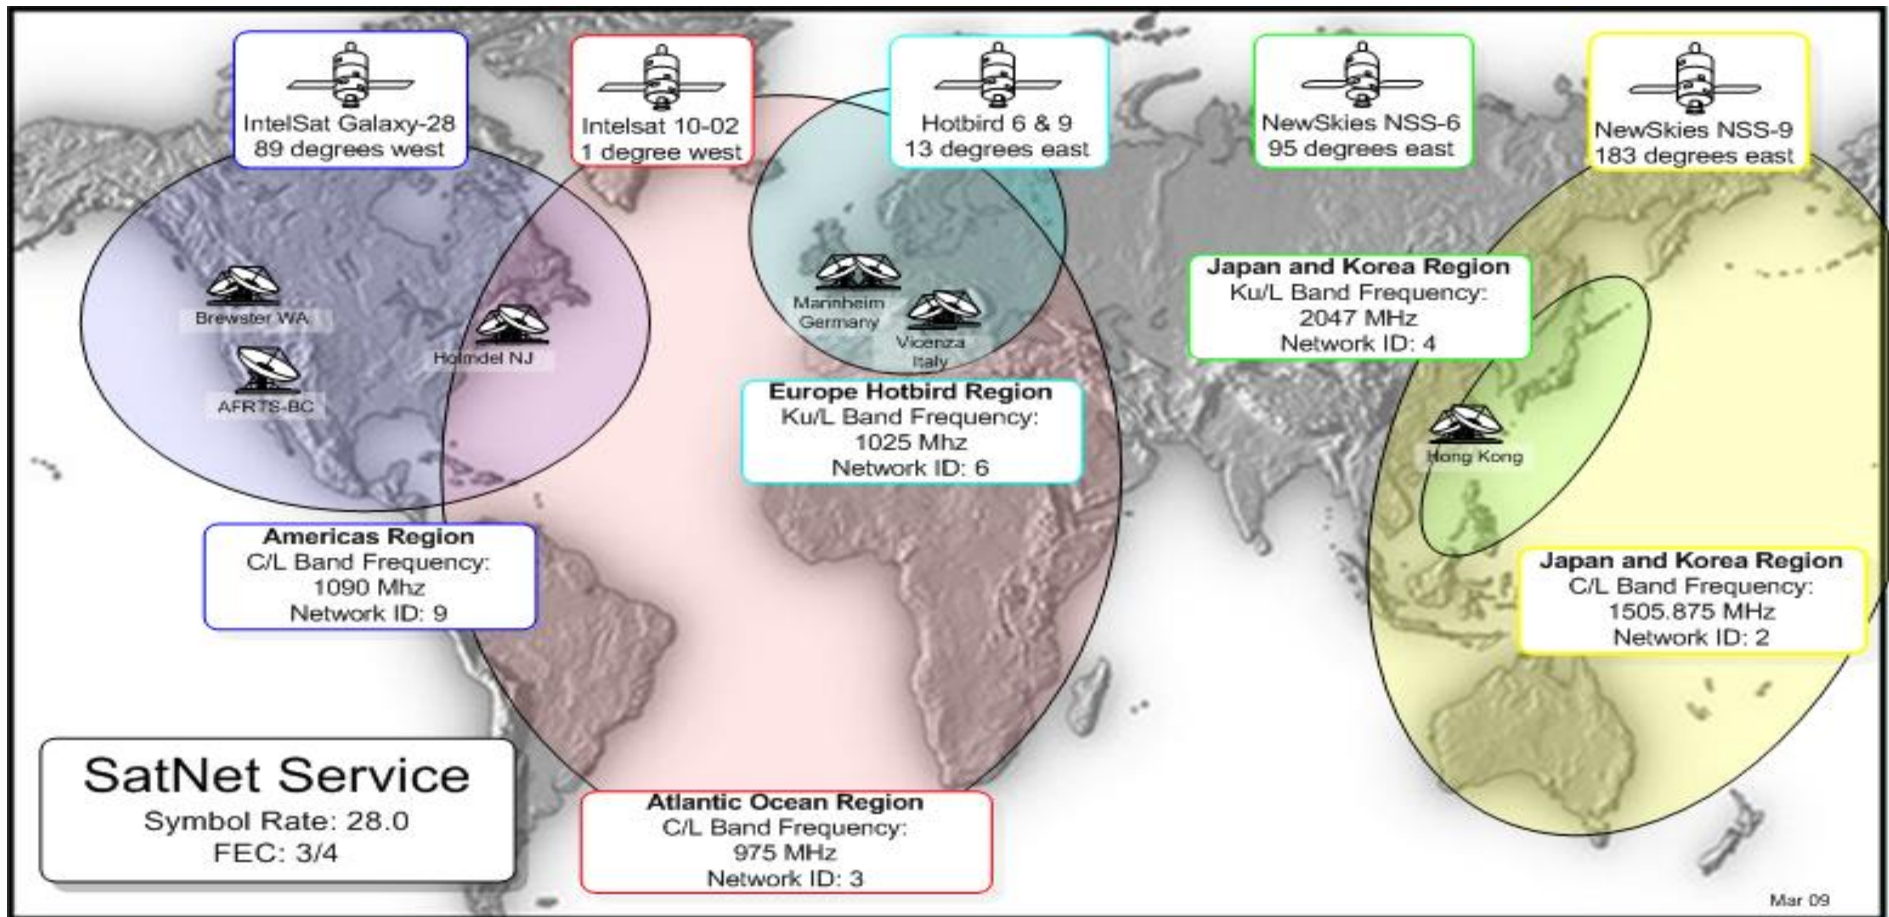 IntelSat Galaxy-28
89 degrees west
Intelsat 10-02
1 degree west
Hotbird 6 & 9
13 degrees east
NewSkies NSS-6
95 degrees east
NewSkies NSS-9
183 degrees east
Brewster WA
AFRTS-BC
Holmdel NJ
Mannheim
Germany
Vicenza
Italy
Japan and Korea Region
Ku/L Band Frequency:
2047 MHz
Network ID: 4
Europe Hotbird Region
Ku/L Band Frequency:
1025 Mhz
Network ID: 6
Hong Kong
Americas Region
C/L Band Frequency:
1090 Mhz
Network ID: 9
Japan and Korea Region
C/L Band Frequency:
1505.875 MHz
Network ID: 2
SatNet Service
Symbol Rate: 28.0
FEC: 3/4
Atlantic Ocean Region
C/L Band Frequency:
975 MHz
Network ID: 3
Mar 09